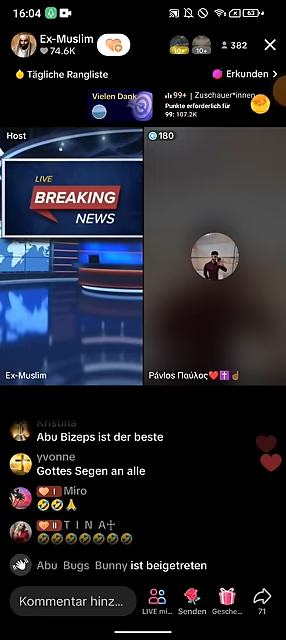 16:04
Ex-Muslim
74.6K
10+
10+
382
Tägliche Rangliste
Erkunden
Vielen Dank
99+ | Zuschauer*innen
Punkte erforderlich für
99: 107.2K
Host
180
LIVE
BREAKING
NEWS
Ex-Muslim
Pávlos Παύλος❤️✝️☝🏾
Kristina
Abu Bizeps ist der beste
yvonne
Gottes Segen an alle
I Miro
🤣🤣🙏
II T I N A☥
🤣🤣🤣🤣🤣🤣🤣
Abu Bugs Bunny ist beigetreten
Kommentar hinz...
LIVE mi...
Senden
Gesche...
71